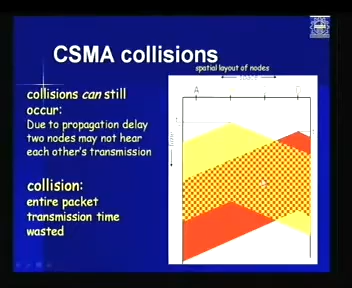 CSMA collisions
spatial layout of nodes
space
A
D
collisions can still
occur:
Due to propagation delay
two nodes may not hear
each other's transmission
time
collision:
entire packet
transmission time
wasted